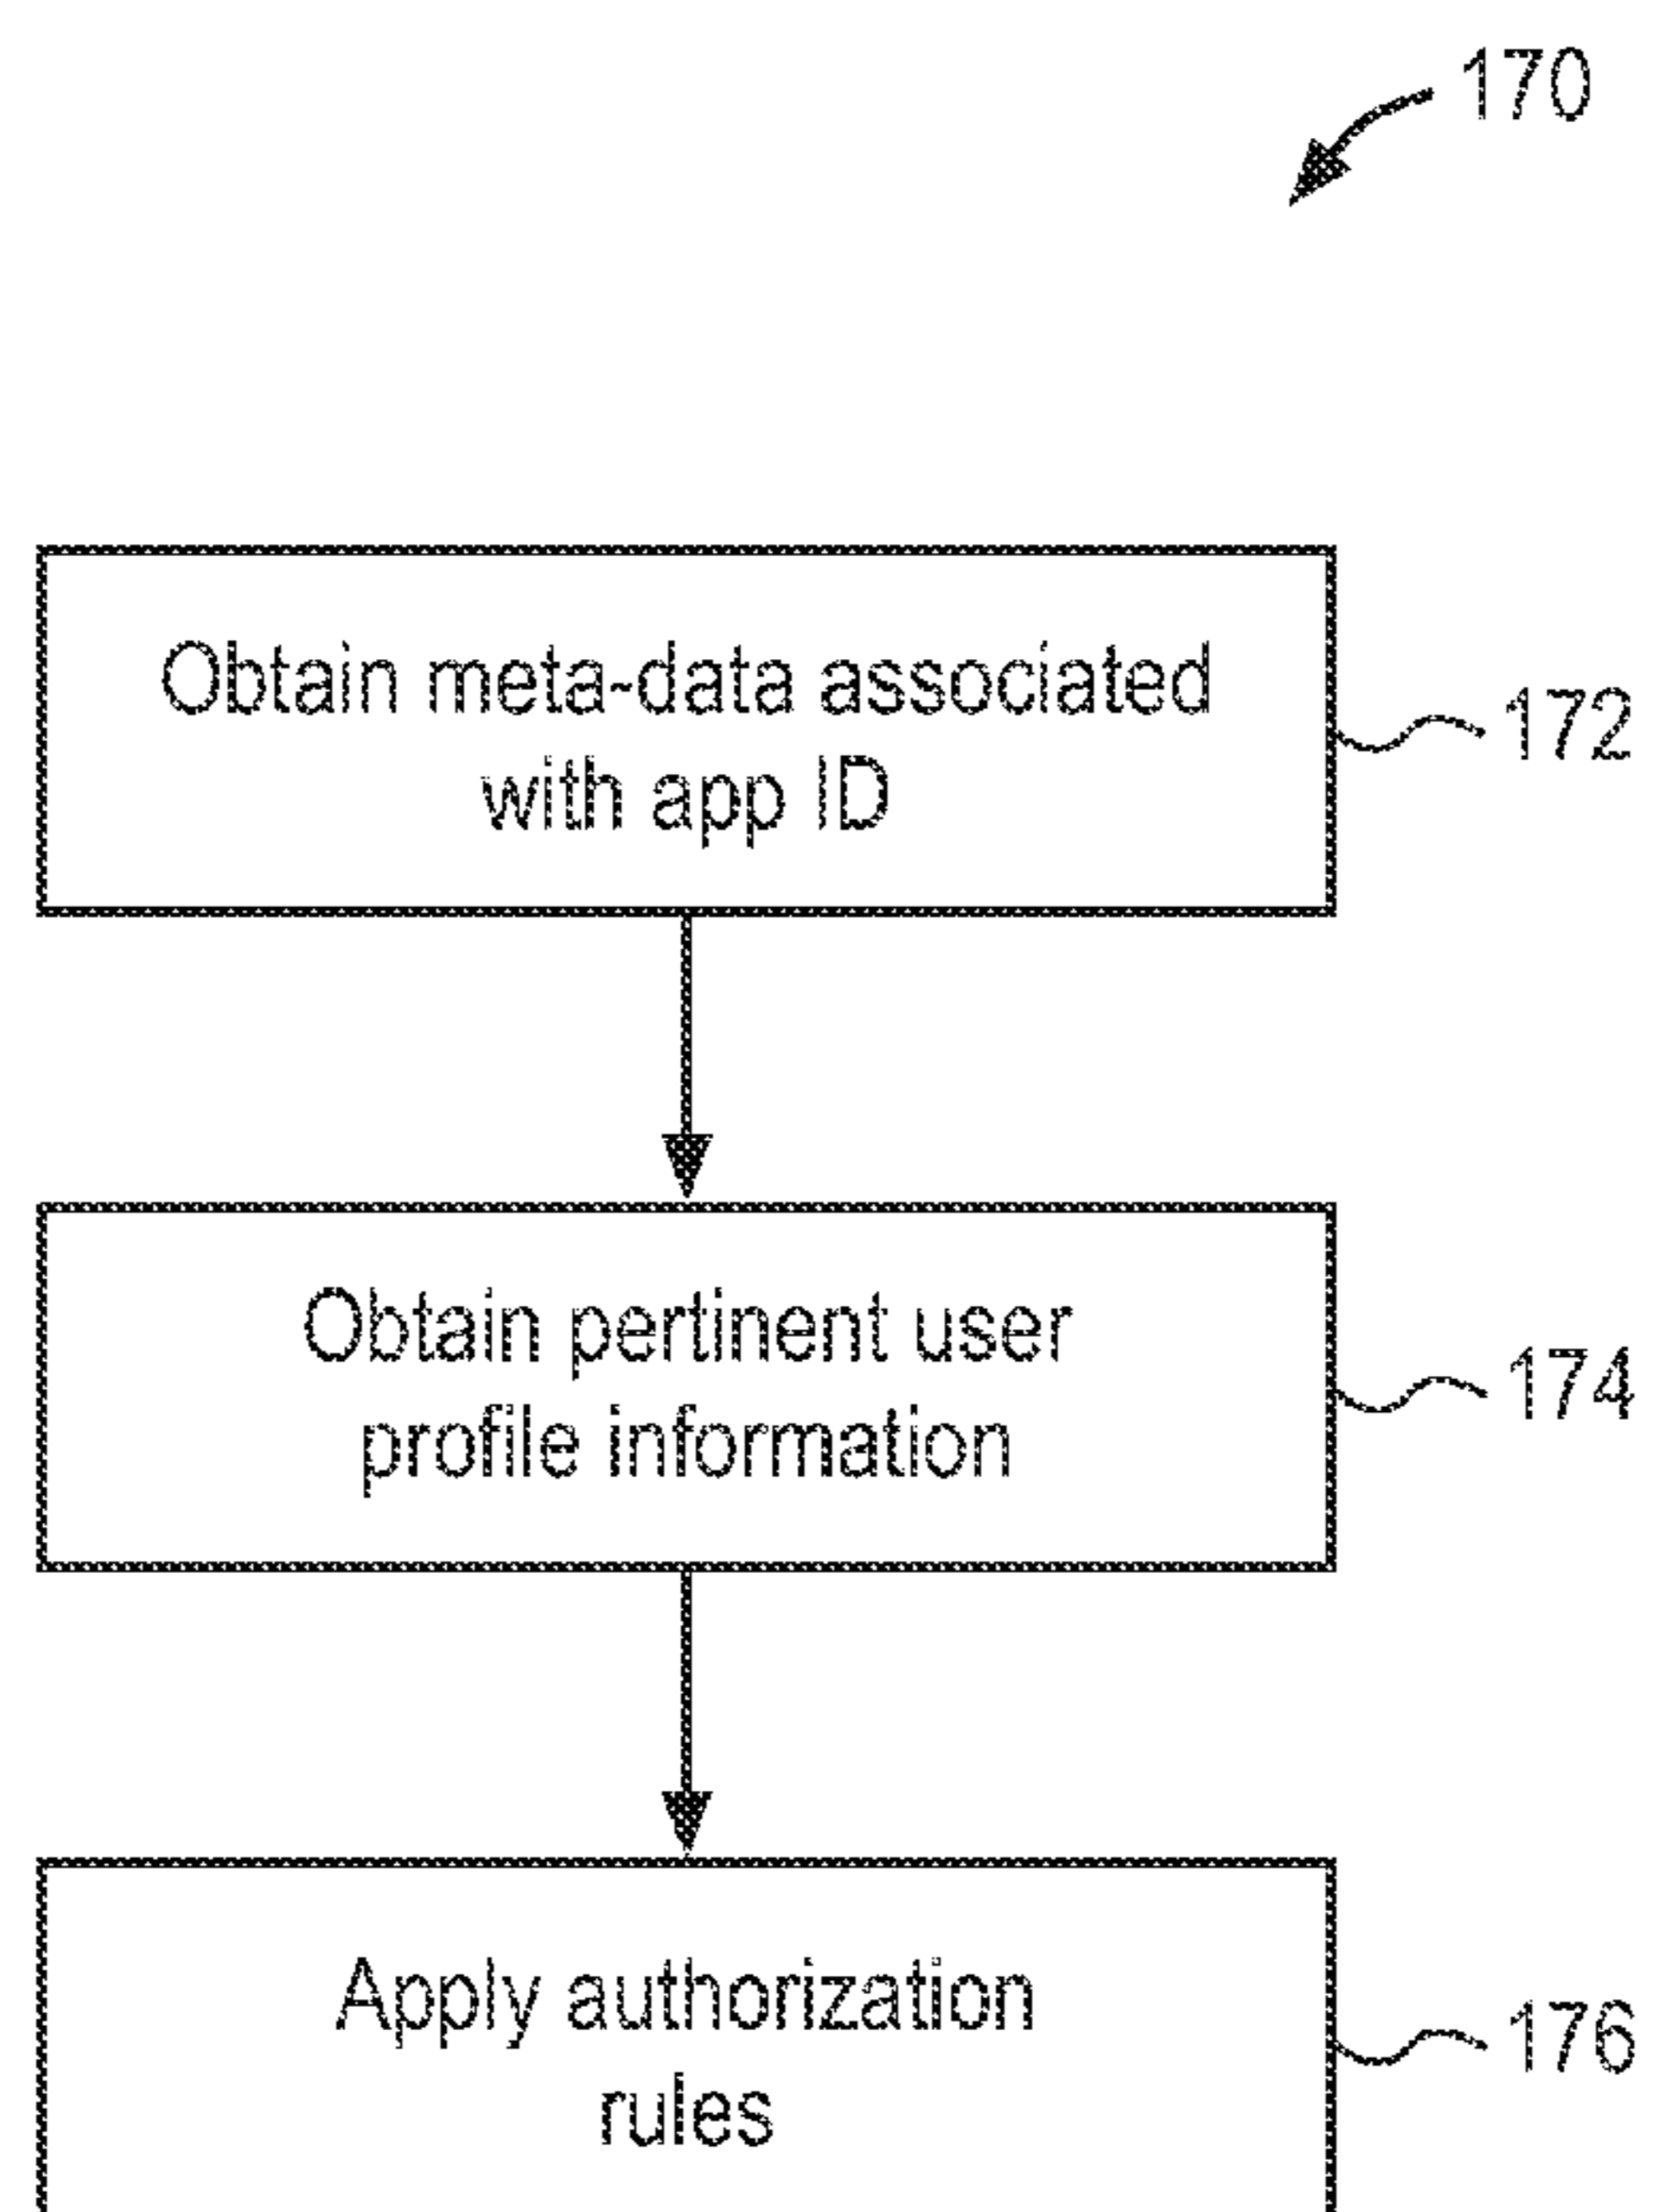 170
Obtain meta-data associated
with app ID
172
Obtain pertinent user
profile information
174
Apply authorization
rules
176